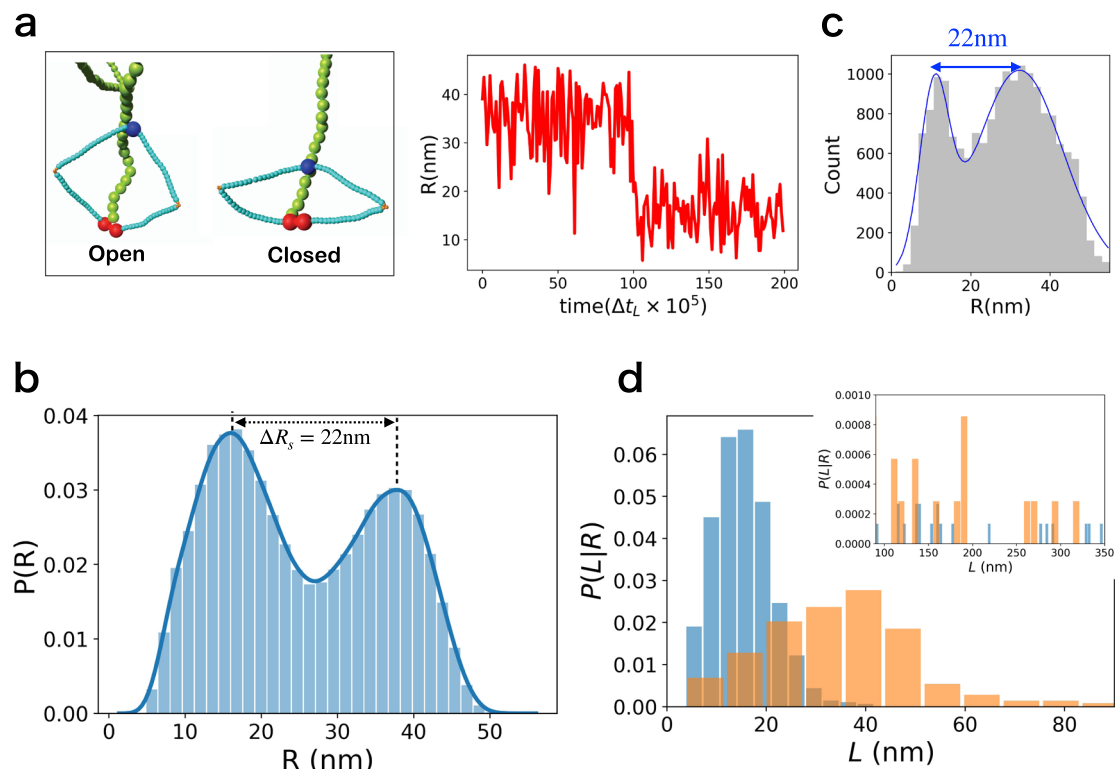 a
Open
Closed
R(nm)
40
30
20
10
0
50
100
150
200
time(Δt_L × 10^5)
c
22nm
Count
1000
800
600
400
200
0
0
20
40
R(nm)
b
ΔR_s = 22nm
P(R)
0.04
0.03
0.02
0.01
0.00
0
10
20
30
40
50
R (nm)
d
P(L|R)
0.06
0.05
0.04
0.03
0.02
0.01
0.00
0
20
40
60
80
L (nm)
P(L|R)
0.0010
0.0008
0.0006
0.0004
0.0002
0.0000
100
150
200
250
300
350
L (nm)